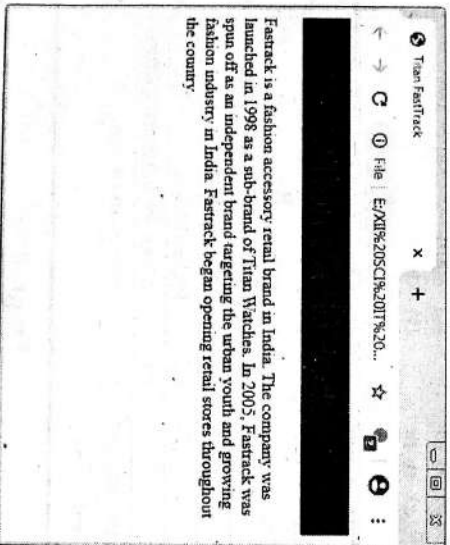 Titan FastTrack × +
File | E:/XII%20SCI%20IT%20...
Fastrack is a fashion accessory retail brand in India. The company was
launched in 1998 as a sub-brand of Titan Watches. In 2005, Fastrack was
spun off as an independent brand targeting the urban youth and growing
fashion industry in India. Fastrack began opening retail stores throughout
the country.